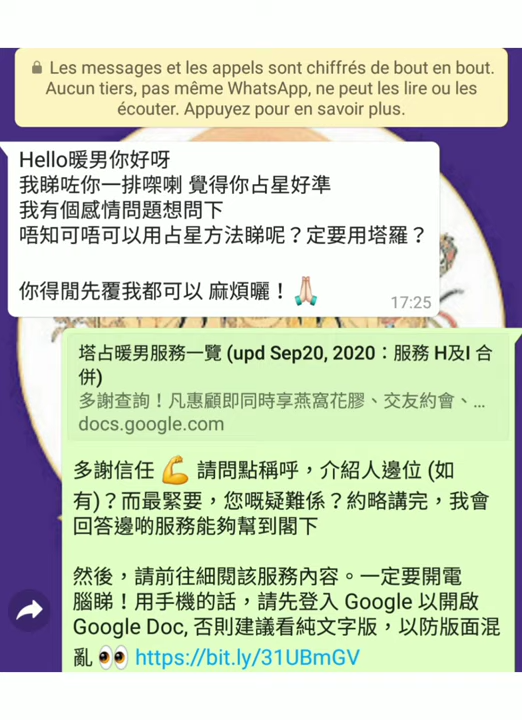 🔒 Les messages et les appels sont chiffrés de bout en bout.
Aucun tiers, pas même WhatsApp, ne peut les lire ou les
écouter. Appuyez pour en savoir plus.
Hello暖男你好呀
我睇咗你一排㗎喇 覺得你占星好準
我有個感情問題想問下
唔知可唔可以用占星方法睇呢？定要用塔羅？
你得閒先覆我都可以 麻煩曬！🙏🏻
17:25
塔占暖男服務一覽 (upd Sep20, 2020：服務 H及I 合
併)
多謝查詢！凡惠顧即同時享燕窩花膠、交友約會、…
docs.google.com
多謝信任 💪 請問點稱呼，介紹人邊位 (如
有)？而最緊要，您嘅疑難係？約略講完，我會
回答邊啲服務能夠幫到閣下
然後，請前往細閱該服務內容。一定要開電
腦睇！用手機的話，請先登入 Google 以開啟
Google Doc, 否則建議看純文字版，以防版面混
亂 👀 https://bit.ly/31UBmGV